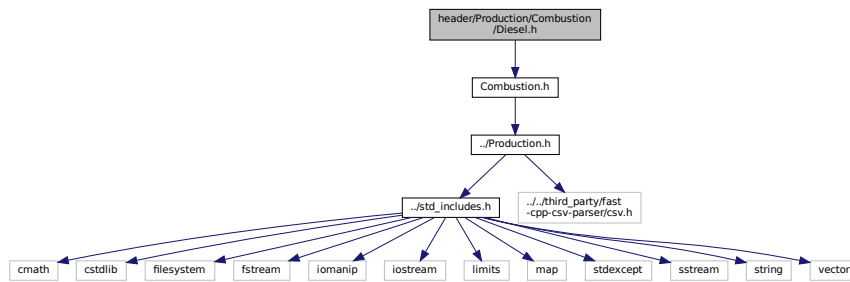 header/Production/Combustion
/Diesel.h
Combustion.h
../Production.h
../std_includes.h
../../third_party/fast
-cpp-csv-parser/csv.h
cmath
cstdlib
filesystem
fstream
iomanip
iostream
limits
map
stdexcept
sstream
string
vector